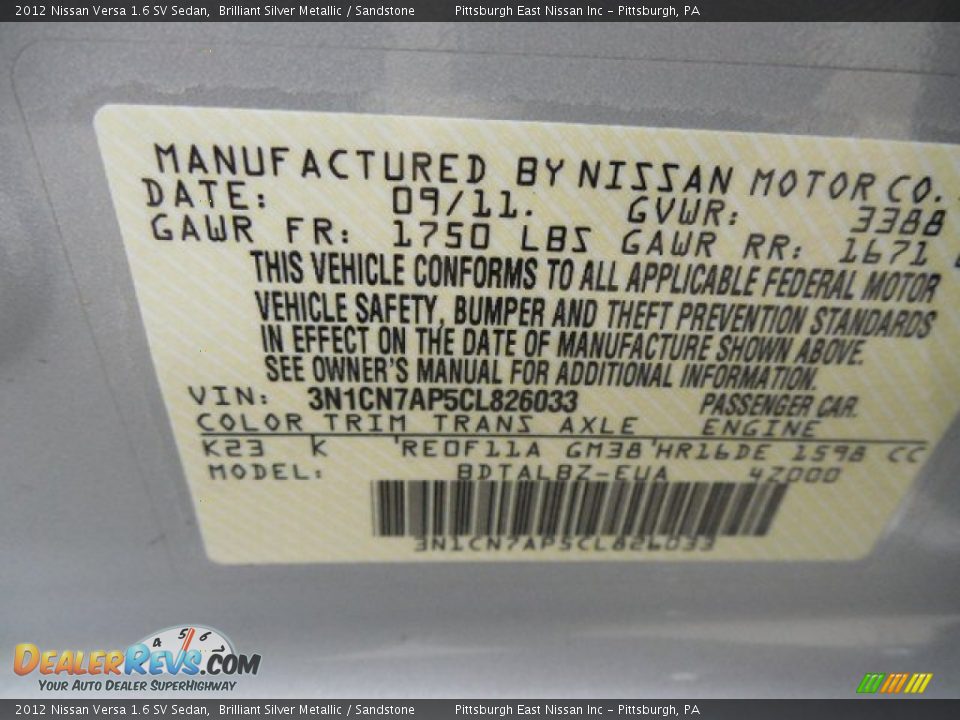 2012 Nissan Versa 1.6 SV Sedan, Brilliant Silver Metallic / Sandstone Pittsburgh East Nissan Inc - Pittsburgh, PA
MANUFACTURED BY NISSAN MOTOR CO.
DATE: 09/11. GVWR: 3388
GAWR FR: 1750 LBS GAWR RR: 1671
THIS VEHICLE CONFORMS TO ALL APPLICABLE FEDERAL MOTOR
VEHICLE SAFETY, BUMPER AND THEFT PREVENTION STANDARDS
IN EFFECT ON THE DATE OF MANUFACTURE SHOWN ABOVE.
SEE OWNER'S MANUAL FOR ADDITIONAL INFORMATION.
VIN: 3N1CN7AP5CL826033 PASSENGER CAR.
COLOR TRIM TRANS AXLE ENGINE
K23 K 'RE0F11A GM38'HR16DE 1598 CC
MODEL: BDTALBZ-EUA 4Z000
3N1CN7AP5CL826033
4 5 6
DEALERREVS.COM
YOUR AUTO DEALER SUPERHIGHWAY
2012 Nissan Versa 1.6 SV Sedan, Brilliant Silver Metallic / Sandstone Pittsburgh East Nissan Inc - Pittsburgh, PA